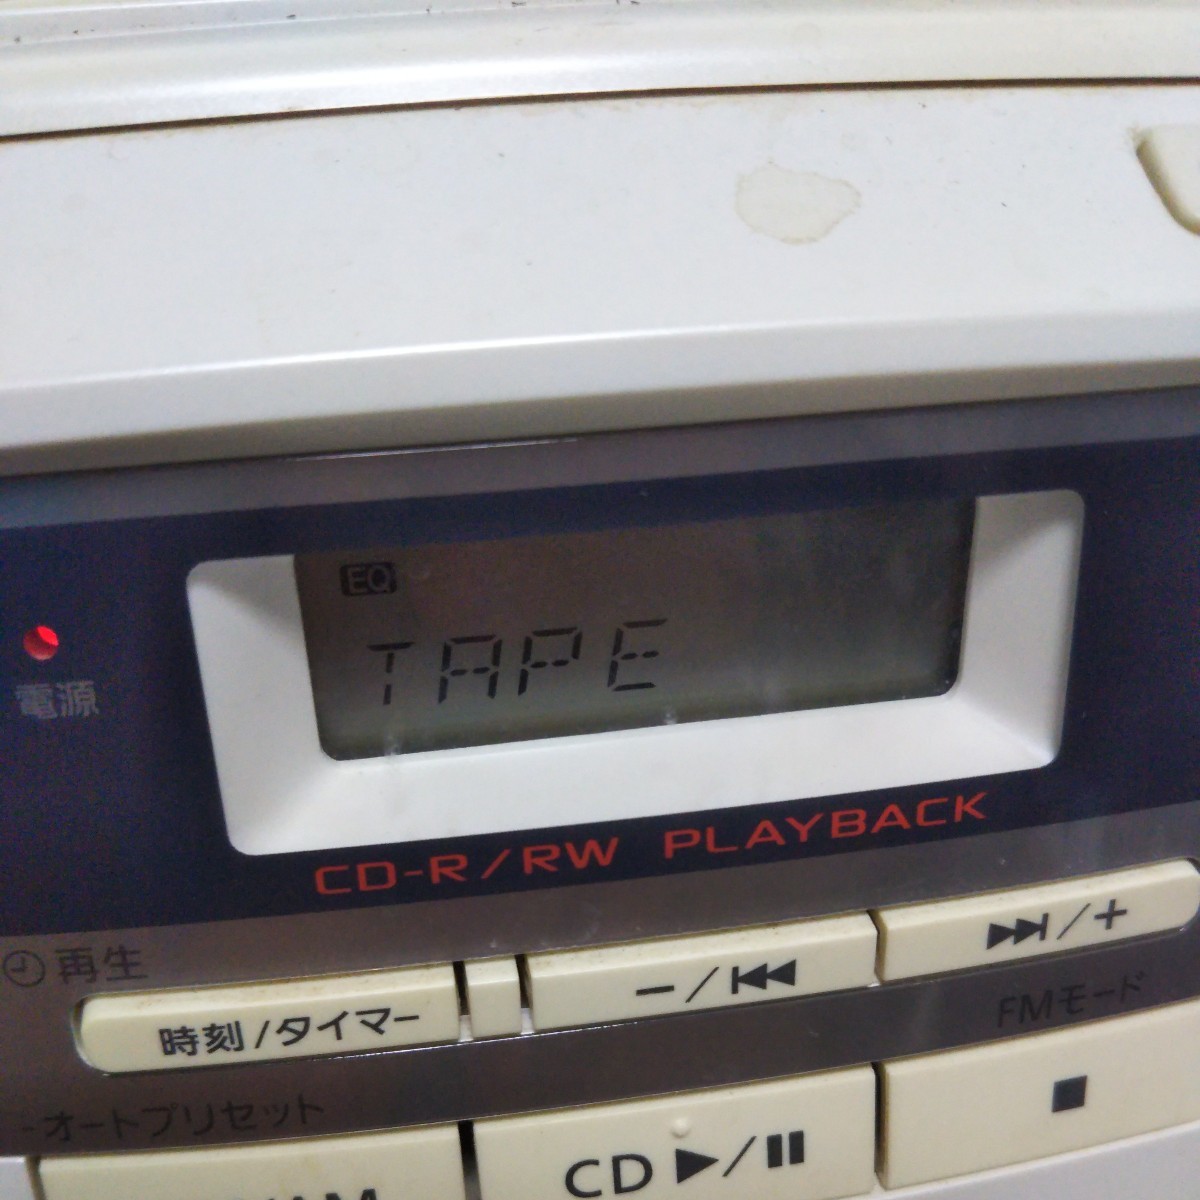 EQ
TAPE
電源
CD-R/RW PLAYBACK
再生
時刻/タイマー
−/⏮
⏭/+
FMモード
-オートプリセット
CD ▶/⏸
■